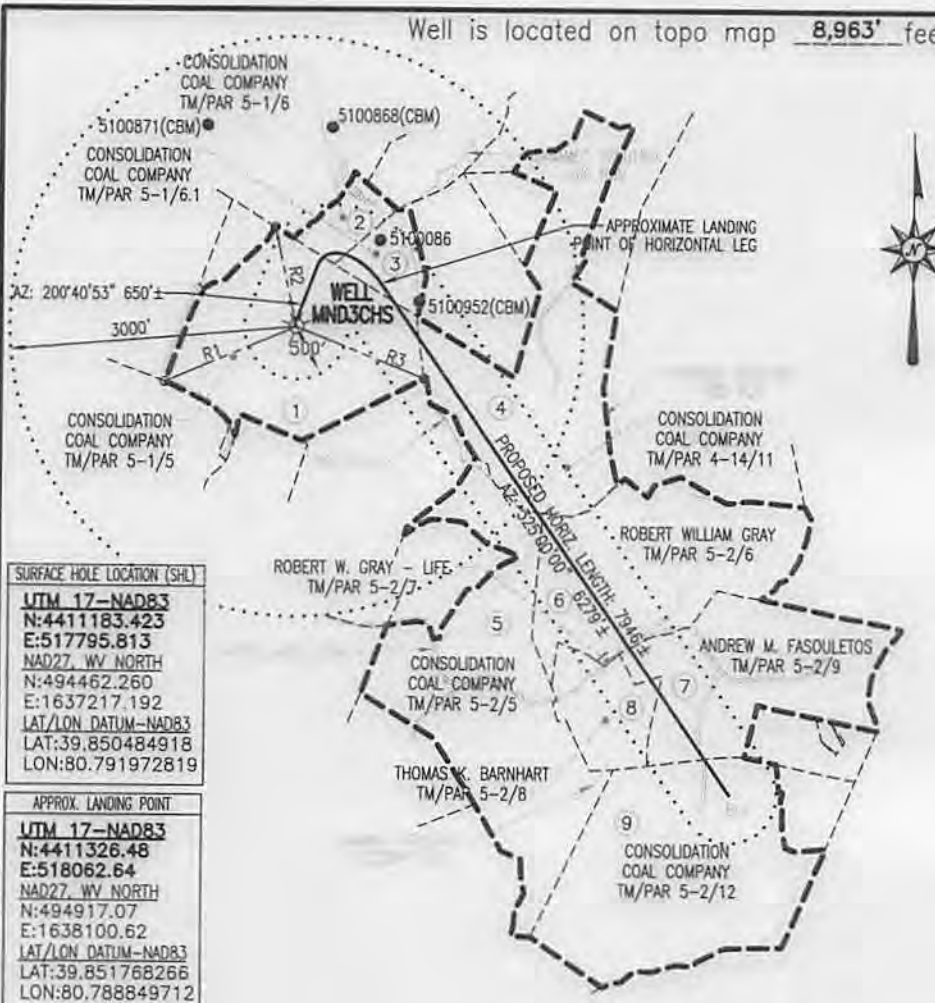 Well is located on topo map 8,963' fee
CONSOLIDATION
COAL COMPANY
TM/PAR 5-1/6
5100871(CBM)
5100868(CBM)
CONSOLIDATION
COAL COMPANY
TM/PAR 5-1/6.1
2
5100086
3
APPROXIMATE LANDING
POINT OF HORIZONTAL LEG
N
R2
AZ: 200°40'53" 650'±
WELL
MND3CHS
5100952(CBM)
3000'
500'
R1
R3
1
4
CONSOLIDATION
COAL COMPANY
TM/PAR 5-1/5
CONSOLIDATION
COAL COMPANY
TM/PAR 4-14/11
PROPOSED HORIZ. LENGTH: 7946'±
AZ: 325°00'00" 6279'±
ROBERT WILLIAM GRAY
TM/PAR 5-2/6
ROBERT W. GRAY - LIFE
TM/PAR 5-2/7
6
5
CONSOLIDATION
COAL COMPANY
TM/PAR 5-2/5
ANDREW M. FASOULETOS
TM/PAR 5-2/9
7
8
THOMAS K. BARNHART
TM/PAR 5-2/8
9
CONSOLIDATION
COAL COMPANY
TM/PAR 5-2/12
SURFACE HOLE LOCATION (SHL)
UTM 17-NAD83
N:4411183.423
E:517795.813
NAD27, WV NORTH
N:494462.260
E:1637217.192
LAT/LON DATUM-NAD83
LAT:39.850484918
LON:80.791972819
APPROX. LANDING POINT
UTM 17-NAD83
N:4411326.48
E:518062.64
NAD27, WV NORTH
N:494917.07
E:1638100.62
LAT/LON DATUM-NAD83
LAT:39.851768266
LON:80.788849712